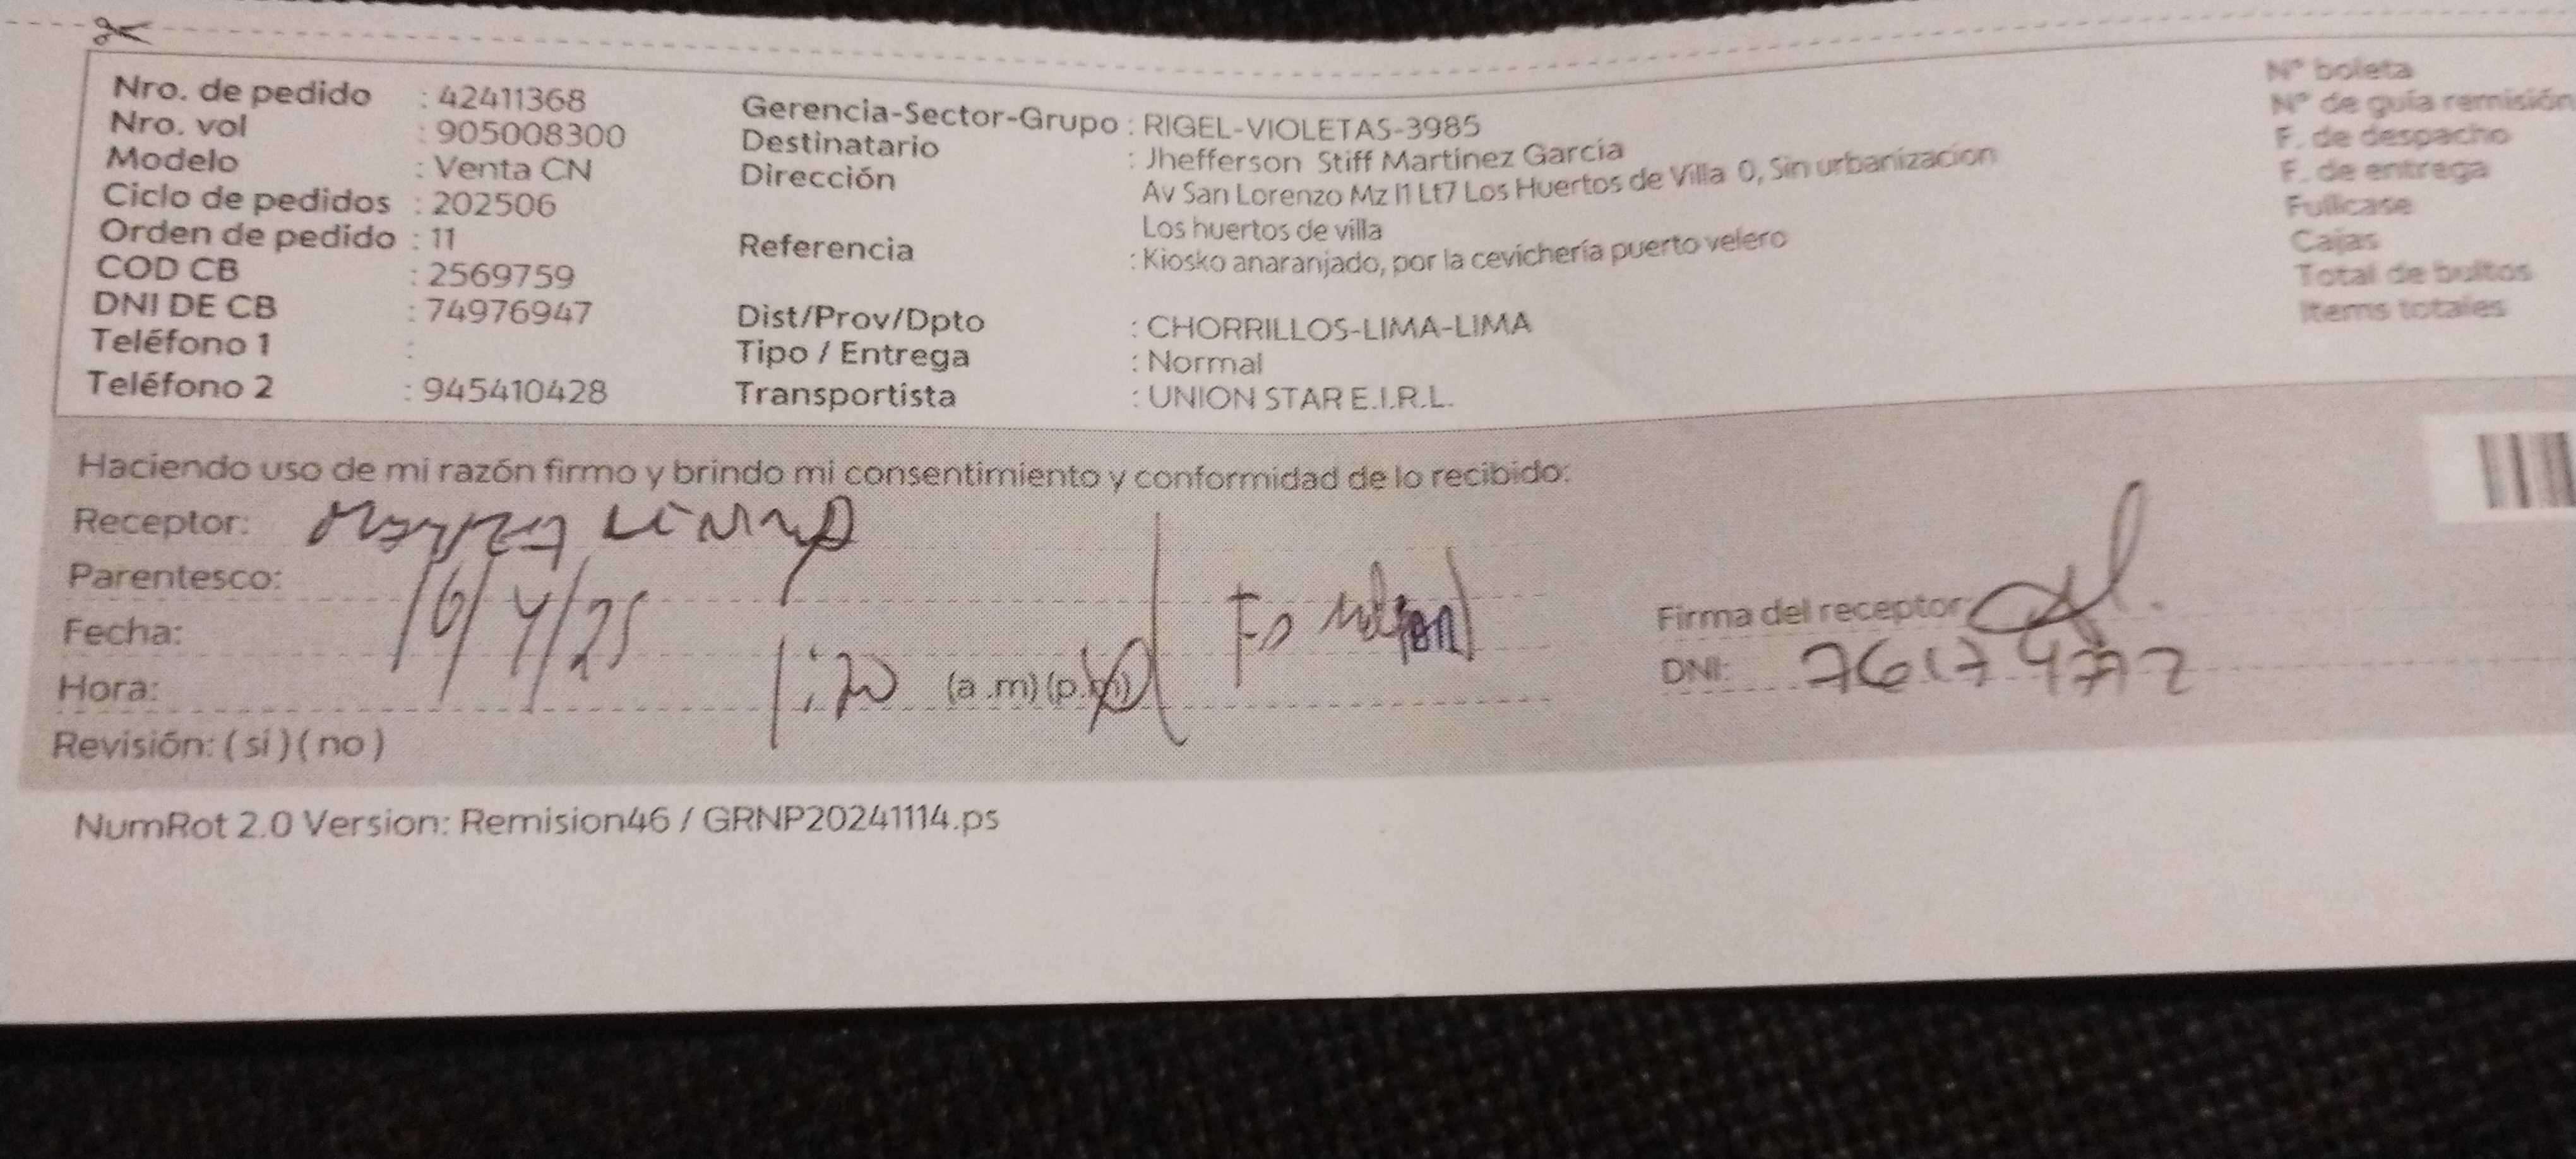 Nro. de pedido : 42411368
Nro. vol : 905008300
Modelo : Venta CN
Ciclo de pedidos : 202506
Orden de pedido : 11
COD CB : 2569759
DNI DE CB : 74976947
Teléfono 1 :
Teléfono 2 : 945410428
Gerencia-Sector-Grupo : RIGEL-VIOLETAS-3985
Destinatario : Jhefferson Stiff Martinez García
Dirección Av San Lorenzo Mz I1 Lt7 Los Huertos de Villa 0, Sin urbanizacion
Los huertos de villa
Referencia : Kiosko anaranjado, por la cevichería puerto velero
Dist/Prov/Dpto : CHORRILLOS-LIMA-LIMA
Tipo / Entrega : Normal
Transportista : UNION STAR E.I.R.L.
Nº boleta
Nº de guía remisión
F. de despacho
F. de entrega
Fullcase
Cajas
Total de bultos
Items totales
Haciendo uso de mi razón firmo y brindo mi consentimiento y conformidad de lo recibido:
Receptor:
Parentesco:
Fecha: 16/4/25
Hora: 1:20 (a.m) (p.m)
Revisión: ( si ) ( no )
Firma del receptor
DNI:
NumRot 2.0 Version: Remision46 / GRNP20241114.ps